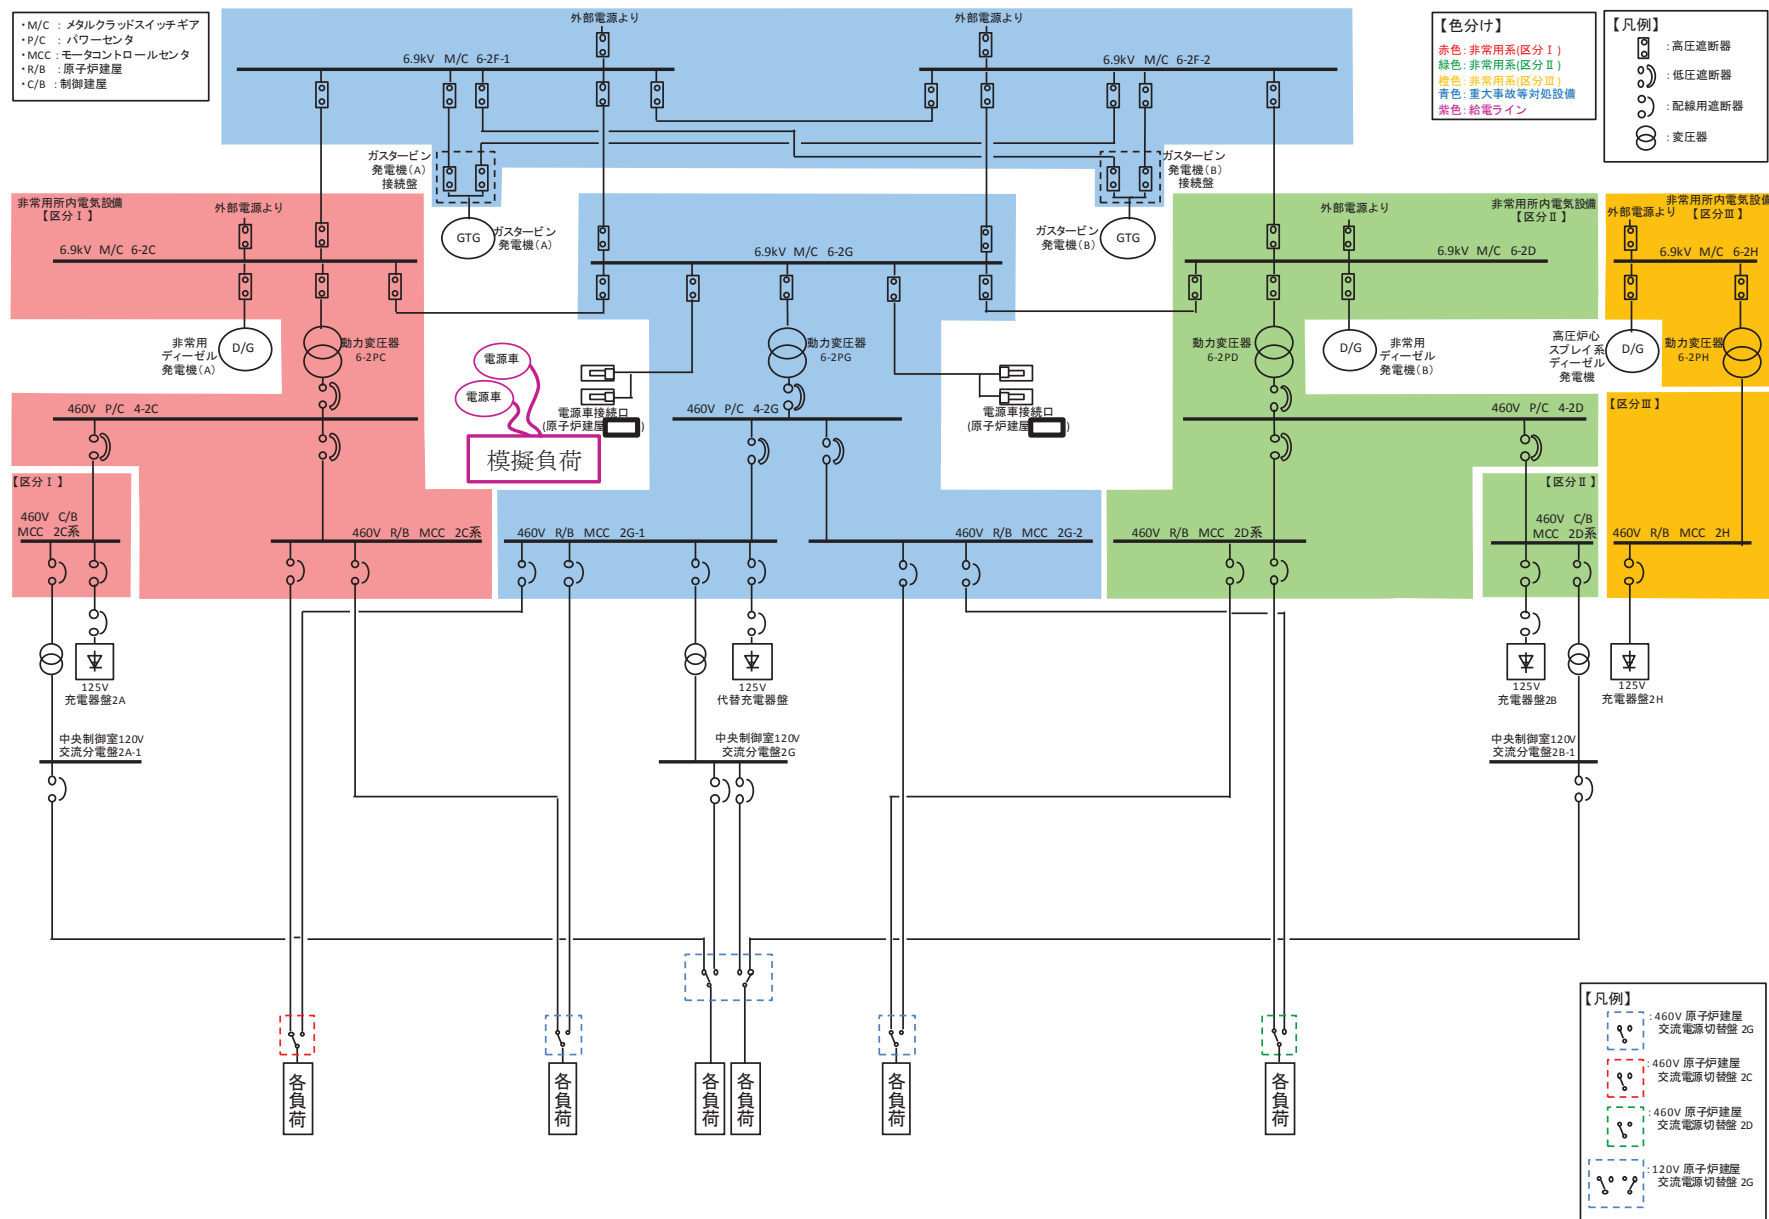 ・M/C ：メタルクラッドスイッチギア
・P/C ：パワーセンタ
・MCC：モータコントロールセンタ
・R/B ：原子炉建屋
・C/B ：制御建屋
外部電源より
外部電源より
6.9kV M/C 6-2F-1
6.9kV M/C 6-2F-2
【色分け】
赤色：非常用系(区分Ⅰ)
緑色：非常用系(区分Ⅱ)
橙色：非常用系(区分Ⅲ)
青色：重大事故等対処設備
紫色：給電ライン
【凡例】
：高圧遮断器
：低圧遮断器
：配線用遮断器
：変圧器
ガスタービン
発電機(A)
接続盤
ガスタービン
発電機(B)
接続盤
GTG
ガスタービン
発電機(A)
ガスタービン
発電機(B)
GTG
非常用所内電気設備
【区分Ⅰ】
外部電源より
6.9kV M/C 6-2C
6.9kV M/C 6-2G
外部電源より
非常用所内電気設備
【区分Ⅱ】
6.9kV M/C 6-2D
非常用所内電気設備
外部電源より
【区分Ⅲ】
6.9kV M/C 6-2H
非常用
ディーゼル
発電機(A)
D/G
動力変圧器
6-2PC
電源車
電源車
模擬負荷
電源車接続口
(原子炉建屋
)
動力変圧器
6-2PG
電源車接続口
(原子炉建屋
)
動力変圧器
6-2PD
D/G
非常用
ディーゼル
発電機(B)
高圧炉心
スプレイ系
ディーゼル
発電機
D/G
動力変圧器
6-2PH
460V P/C 4-2C
460V P/C 4-2G
460V P/C 4-2D
【区分Ⅲ】
【区分Ⅰ】
【区分Ⅱ】
460V C/B
MCC 2C系
460V R/B MCC 2C系
460V R/B MCC 2G-1
460V R/B MCC 2G-2
460V R/B MCC 2D系
460V C/B
MCC 2D系
460V R/B MCC 2H
125V
充電器盤2A
125V
代替充電器盤
125V
充電器盤2B
125V
充電器盤2H
中央制御室120V
交流分電盤2A-1
中央制御室120V
交流分電盤2G
中央制御室120V
交流分電盤2B-1
各負荷
各負荷
各負荷
各負荷
各負荷
各負荷
【凡例】
：460V 原子炉建屋
交流電源切替盤 2G
：460V 原子炉建屋
交流電源切替盤 2C
：460V 原子炉建屋
交流電源切替盤 2D
：120V 原子炉建屋
交流電源切替盤 2G